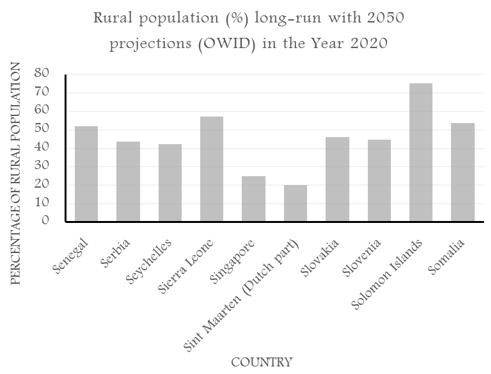 Rural population (%) long-run with 2050
projections (OWID) in the Year 2020
PERCENTAGE OF RURAL POPULATION
80
70
60
50
40
30
20
10
0
Senegal
Serbia
Seychelles
Sierra Leone
Singapore
Sint Maarten (Dutch part)
Slovakia
Slovenia
Solomon Islands
Somalia
COUNTRY